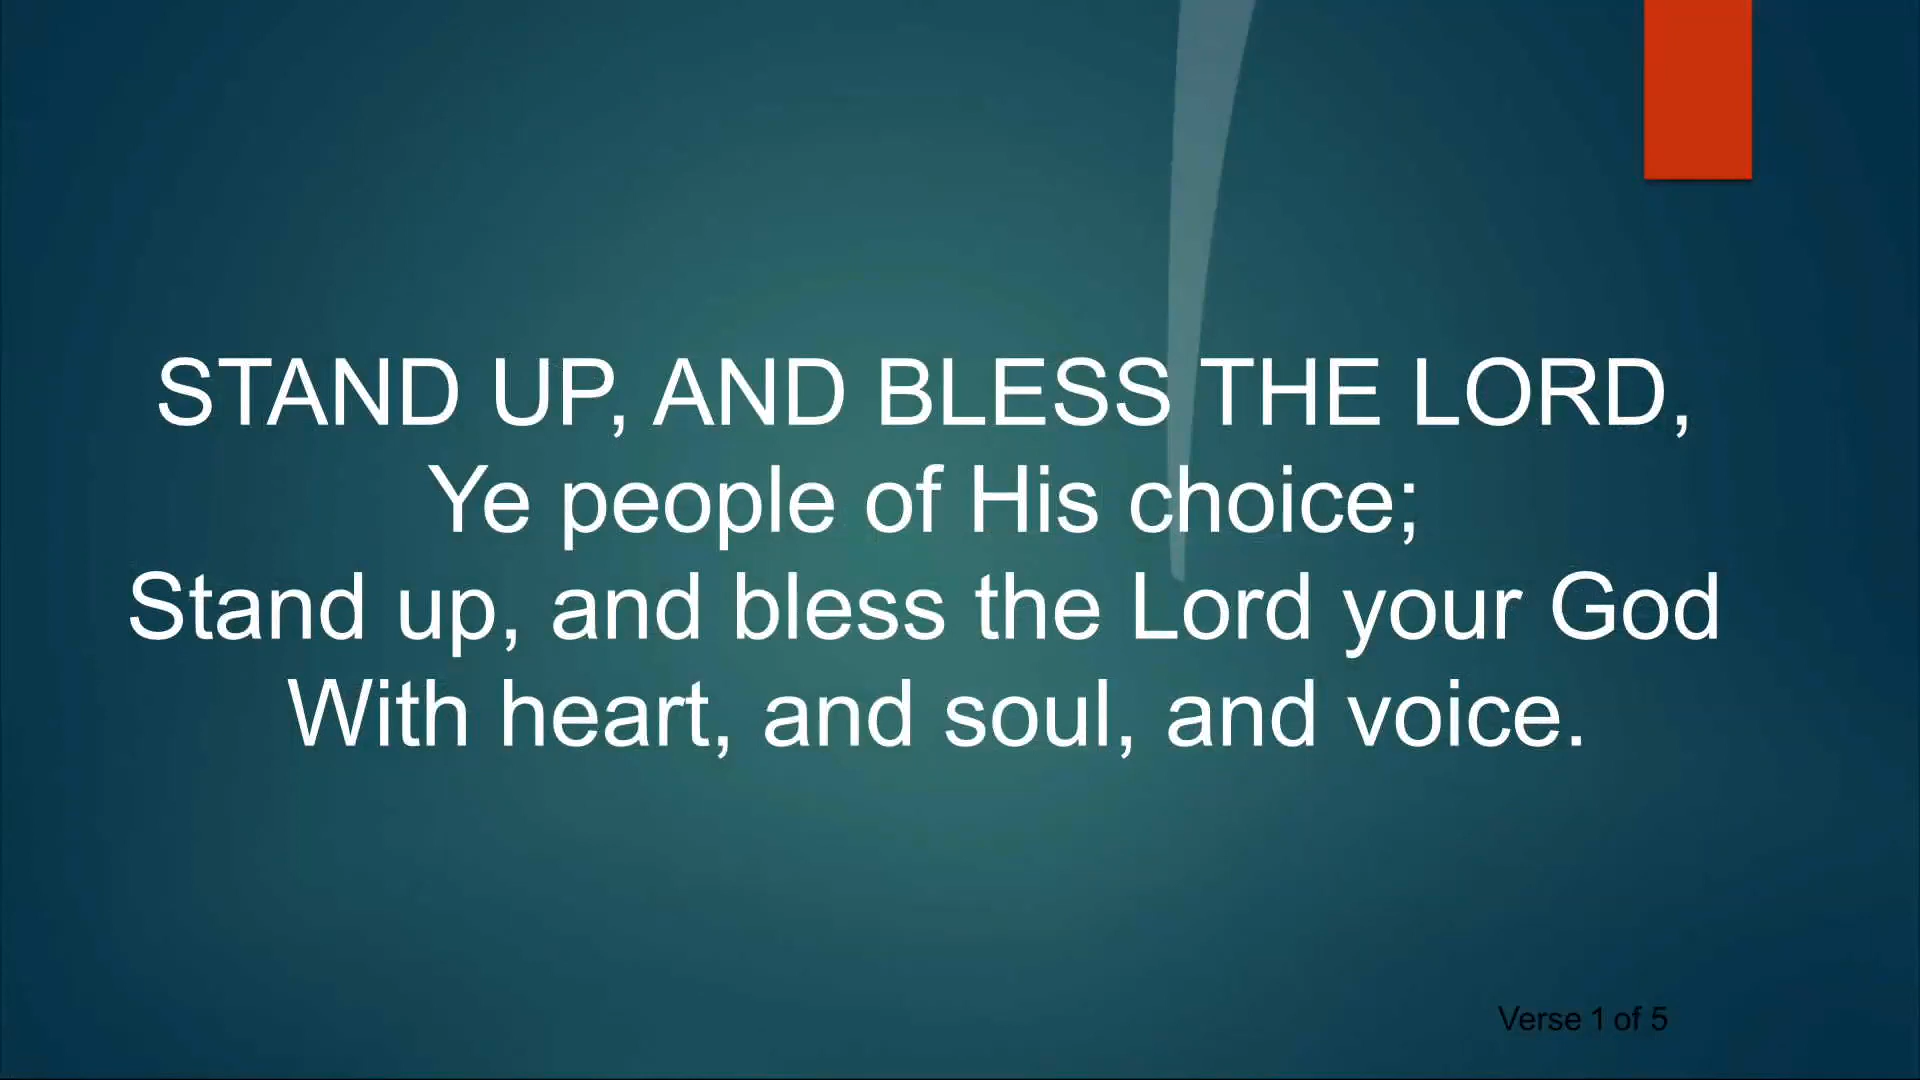 STAND UP, AND BLESS THE LORD,
Ye people of His choice;
Stand up, and bless the Lord your God
With heart, and soul, and voice.
Verse 1 of 5